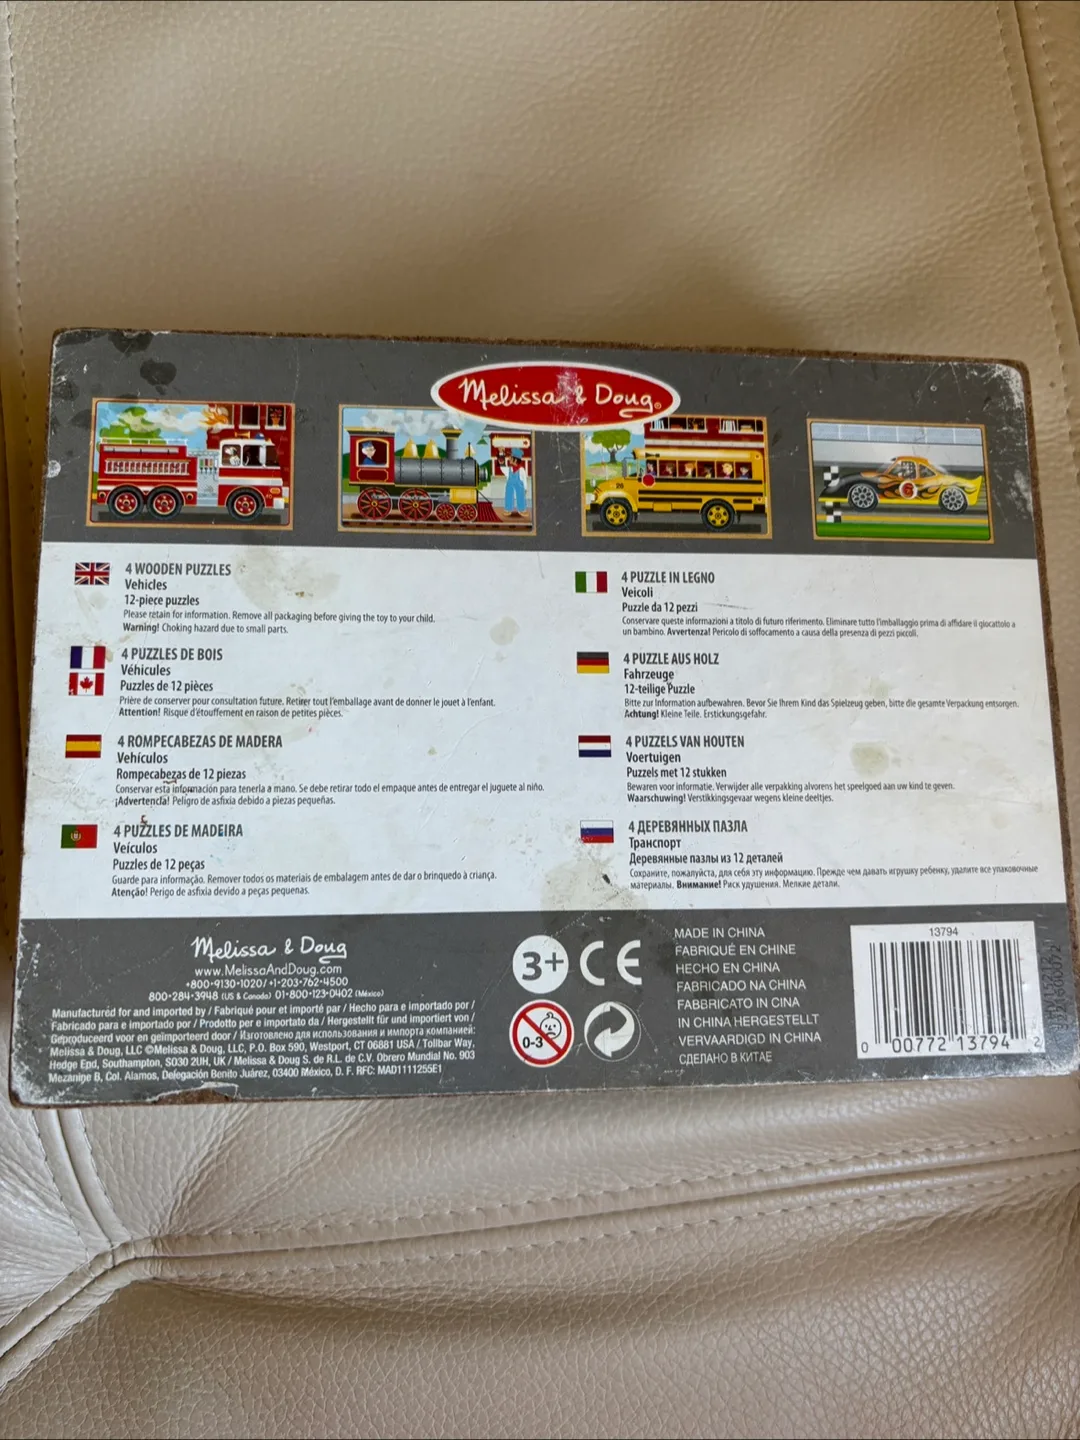 Melissa & Doug®
4 WOODEN PUZZLES
Vehicles
12-piece puzzles
Please retain for information. Remove all packaging before giving the toy to your child.
Warning! Choking hazard due to small parts.
4 PUZZLES DE BOIS
Véhicules
Puzzles de 12 pièces
Prière de conserver pour consultation future. Retirer tout l'emballage avant de donner le jouet à l'enfant.
Attention! Risque d'étouffement en raison de petites pièces.
4 ROMPECABEZAS DE MADERA
Vehículos
Rompecabezas de 12 piezas
Conservar esta información para tenerla a mano. Se debe retirar todo el empaque antes de entregar el juguete al niño.
¡Advertencia! Peligro de asfixia debido a piezas pequeñas.
4 PUZZLES DE MADEIRA
Veículos
Puzzles de 12 peças
Guarde para informação. Remover todos os materiais de embalagem antes de dar o brinquedo à criança.
Atenção! Perigo de asfixia devido a peças pequenas.
4 PUZZLE IN LEGNO
Veicoli
Puzzle da 12 pezzi
Conservare queste informazioni a titolo di futuro riferimento. Eliminare tutto l'imballaggio prima di affidare il giocattolo a
un bambino. Avvertenza! Pericolo di soffocamento a causa della presenza di pezzi piccoli.
4 PUZZLE AUS HOLZ
Fahrzeuge
12-teilige Puzzle
Bitte zur Information aufbewahren. Bevor Sie Ihrem Kind das Spielzeug geben, bitte die gesamte Verpackung entsorgen.
Achtung! Kleine Teile. Erstickungsgefahr.
4 PUZZELS VAN HOUTEN
Voertuigen
Puzzels met 12 stukken
Bewaren voor informatie. Verwijder alle verpakking alvorens het speelgoed aan uw kind te geven.
Waarschuwing! Verstikkingsgevaar wegens kleine deeltjes.
4 ДЕРЕВЯННЫХ ПАЗЛА
Транспорт
Деревянные пазлы из 12 деталей
Сохраните, пожалуйста, для себя эту информацию. Прежде чем давать игрушку ребенку, удалите все упаковочные
материалы. Внимание! Риск удушения. Мелкие детали.
Melissa & Doug
www.MelissaAndDoug.com
+800-9130-1020/ +1-203-762-4500
800-284-3948 (US & Canada) 01-800-123-0402 (México)
Manufactured for and imported by / Fabriqué pour et importé par / Hecho para e importado por /
Fabricado para e importado por / Prodotto per e importato da / Hergestellt für und importiert von /
Geproduceerd voor en geïmporteerd door / Изготовлено для использования и импорта компанией:
Melissa & Doug, LLC ©Melissa & Doug, LLC, P.O. Box 590, Westport, CT 06881 USA / Tollbar Way,
Hedge End, Southampton, SO30 2UH, UK / Melissa & Doug S. de R.L. de C.V. Obrero Mundial No. 903
Mezanine B, Col. Alamos, Delegación Benito Juárez, 03400 México, D. F. RFC: MAD1111255E1
3+ CE
0-3
MADE IN CHINA
FABRIQUÉ EN CHINE
HECHO EN CHINA
FABRICADO NA CHINA
FABBRICATO IN CINA
IN CHINA HERGESTELLT
VERVAARDIGD IN CHINA
СДЕЛАНО В КИТАЕ
13794
0 00772 13794 2